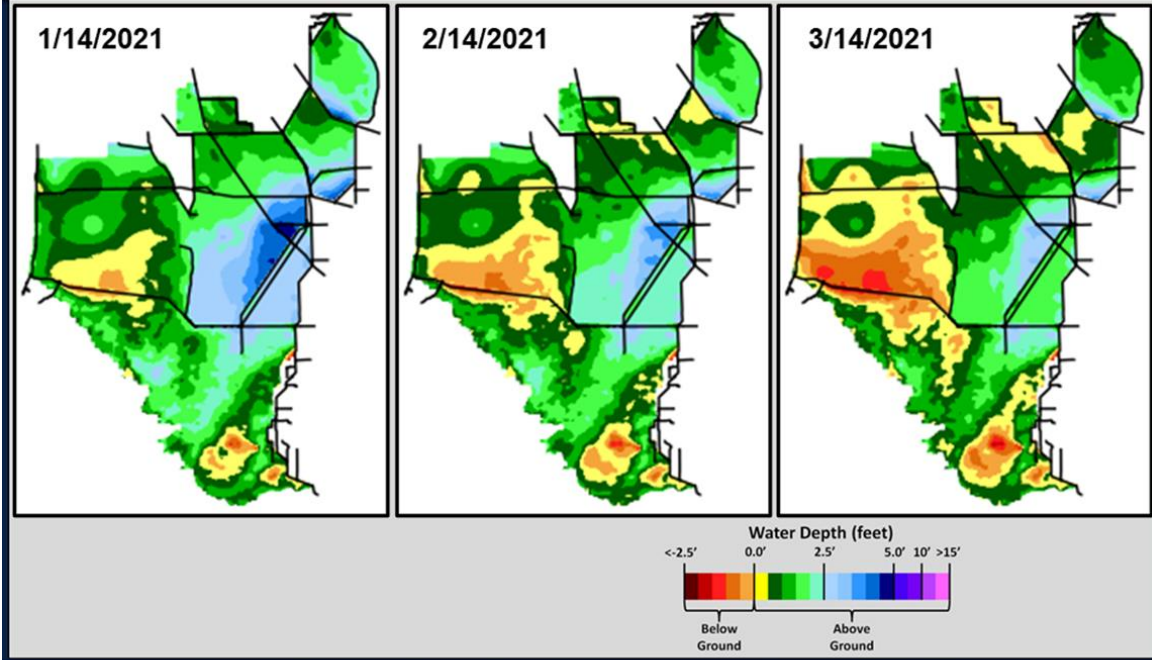 1/14/2021
2/14/2021
3/14/2021
Water Depth (feet)
<-2.5' 0.0' 2.5' 5.0' 10' >15'
Below
Ground
Above
Ground